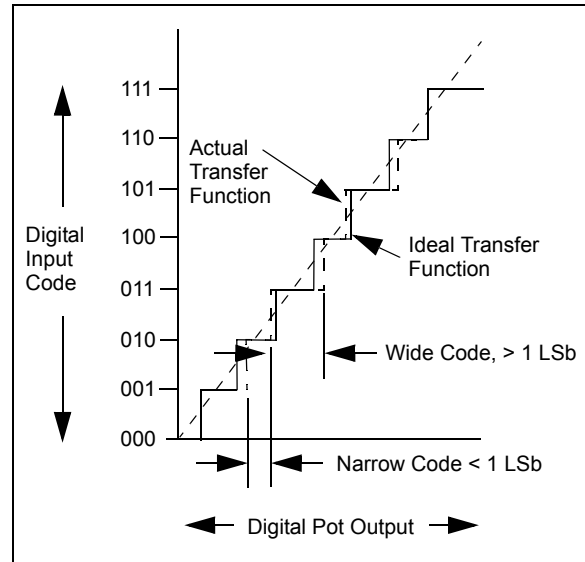 111
110
101
100
011
010
001
000
Digital
Input
Code
Actual
Transfer
Function
Ideal Transfer
Function
Wide Code, > 1 LSb
Narrow Code < 1 LSb
Digital Pot Output